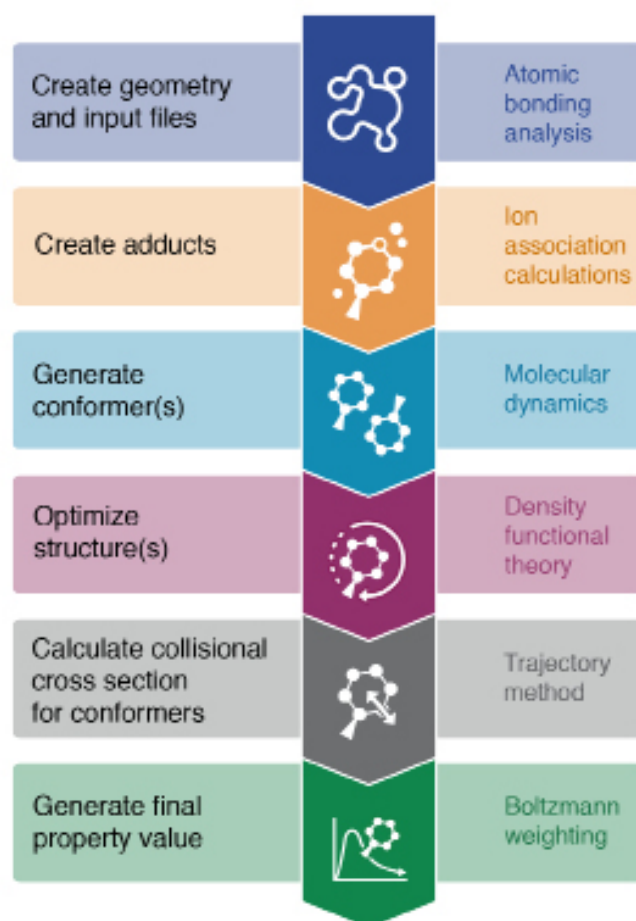 Create geometry
and input files
Atomic
bonding
analysis
Create adducts
Ion
association
calculations
Generate
conformer(s)
Molecular
dynamics
Optimize
structure(s)
Density
functional
theory
Calculate collisional
cross section
for conformers
Trajectory
method
Generate final
property value
Boltzmann
weighting